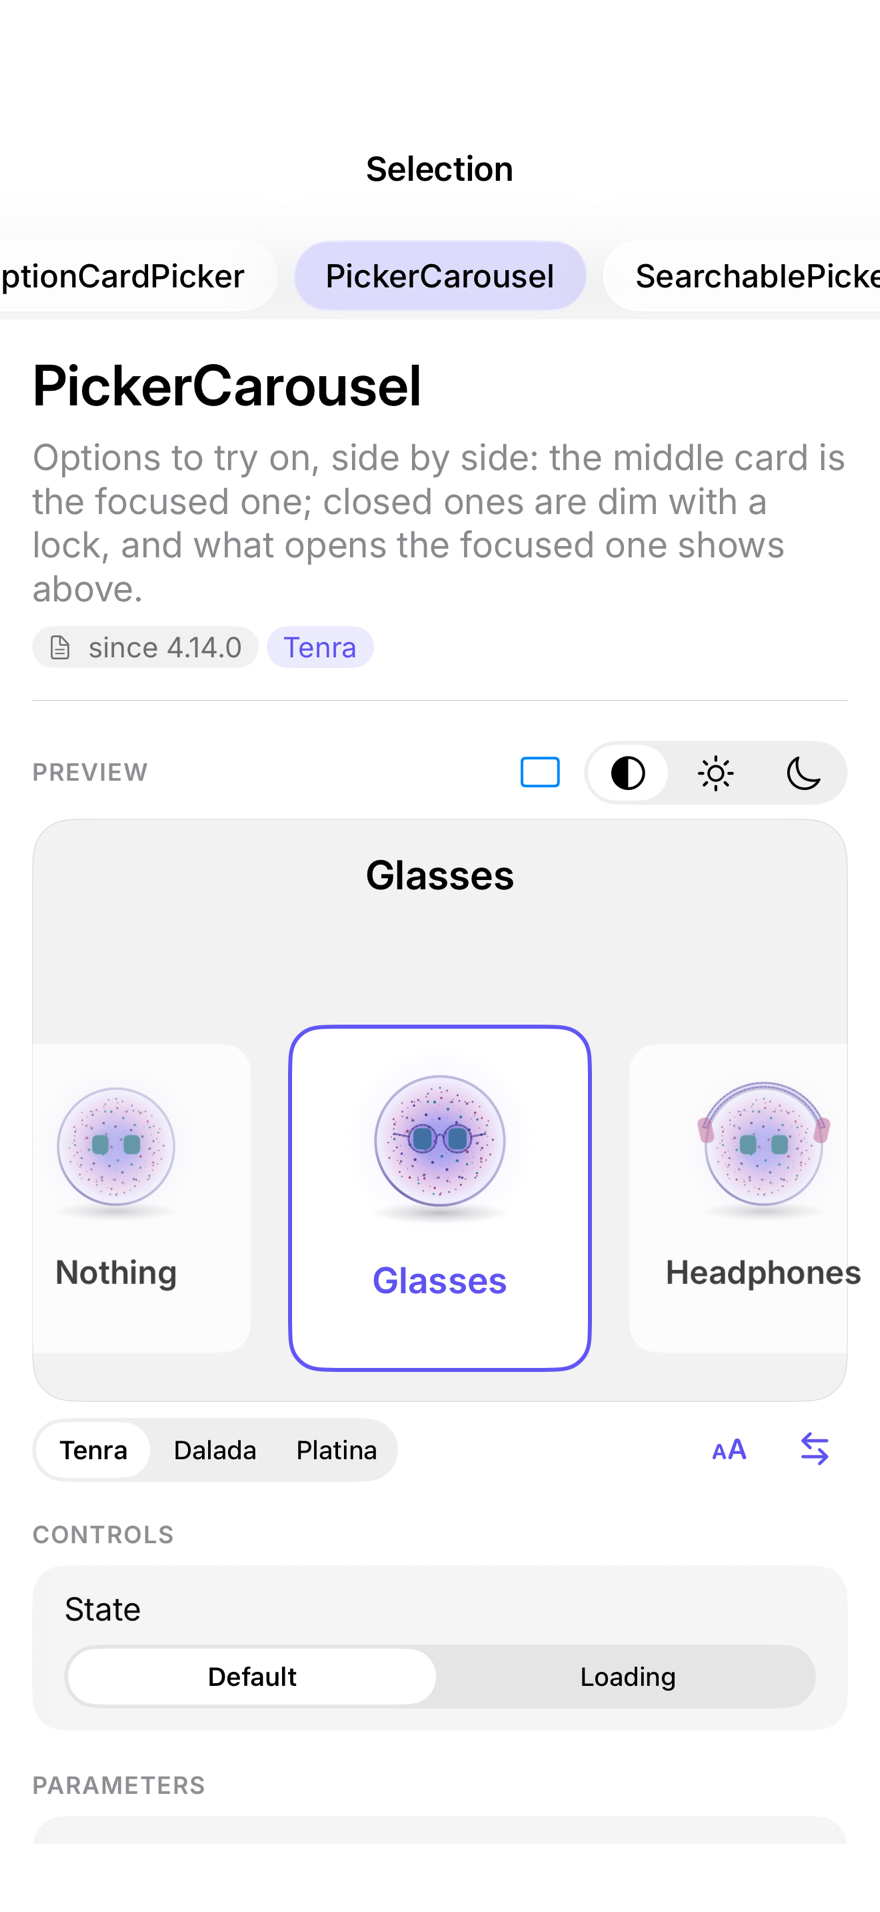 Selection
ptionCardPicker
PickerCarousel
SearchablePicke
PickerCarousel
Options to try on, side by side: the middle card is
the focused one; closed ones are dim with a
lock, and what opens the focused one shows
above.
since 4.14.0
Tenra
PREVIEW
Glasses
Nothing
Glasses
Headphones
Tenra
Dalada
Platina
AA
CONTROLS
State
Default
Loading
PARAMETERS